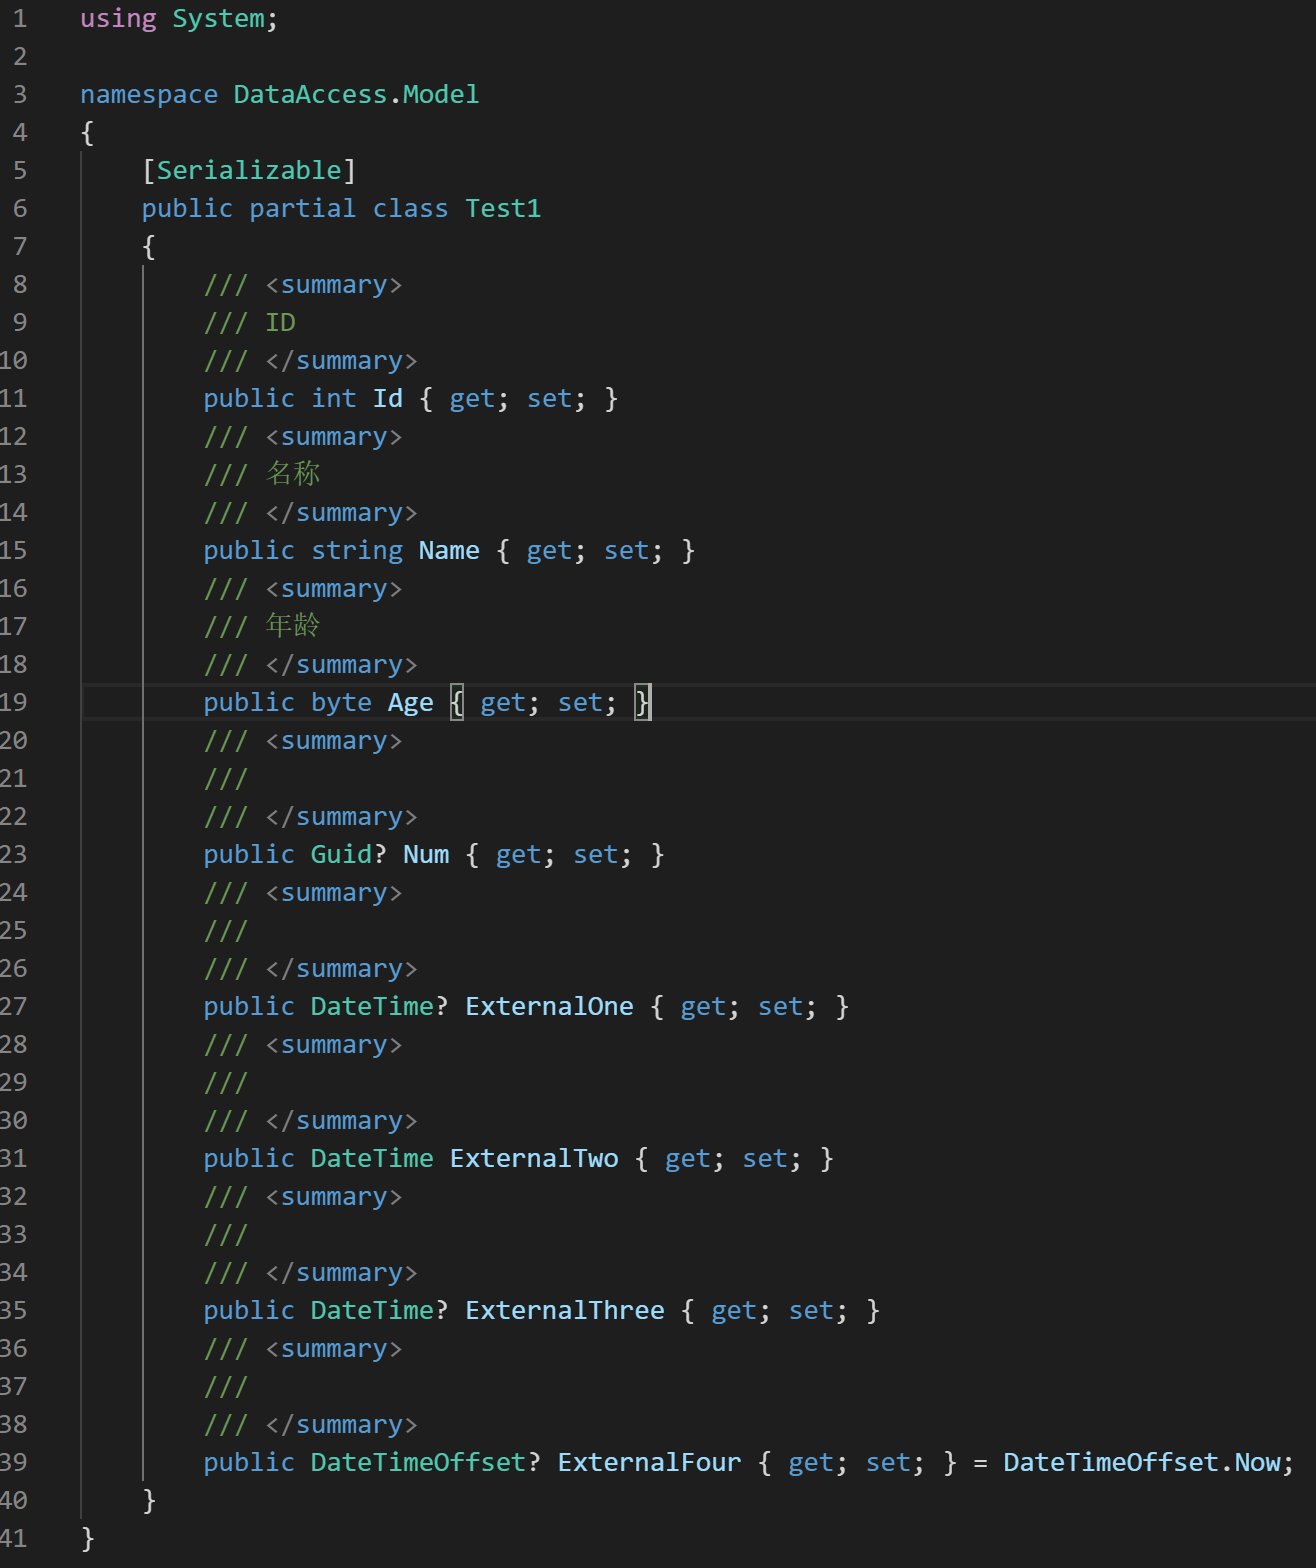 1 using System;
2
3 namespace DataAccess.Model
4 {
5     [Serializable]
6     public partial class Test1
7     {
8         /// <summary>
9         /// ID
10         /// </summary>
11         public int Id { get; set; }
12         /// <summary>
13         /// 名称
14         /// </summary>
15         public string Name { get; set; }
16         /// <summary>
17         /// 年龄
18         /// </summary>
19         public byte Age { get; set; }
20         /// <summary>
21         ///
22         /// </summary>
23         public Guid? Num { get; set; }
24         /// <summary>
25         ///
26         /// </summary>
27         public DateTime? ExternalOne { get; set; }
28         /// <summary>
29         ///
30         /// </summary>
31         public DateTime ExternalTwo { get; set; }
32         /// <summary>
33         ///
34         /// </summary>
35         public DateTime? ExternalThree { get; set; }
36         /// <summary>
37         ///
38         /// </summary>
39         public DateTimeOffset? ExternalFour { get; set; } = DateTimeOffset.Now;
40     }
41 }